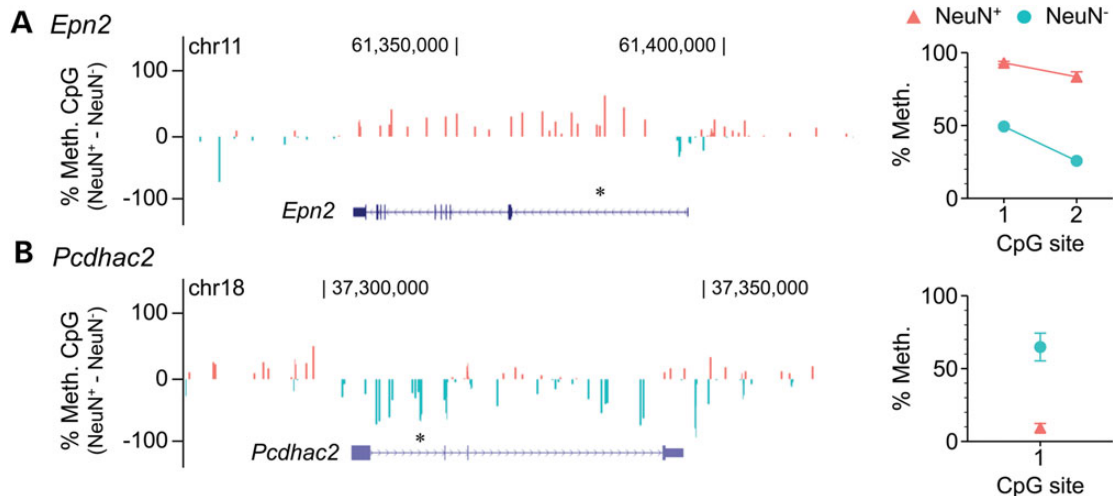 A Epn2
chr11 61,350,000 | 61,400,000 |
% Meth. CpG
(NeuN⁺ - NeuN⁻)
100
0
-100
*
Epn2
NeuN⁺ NeuN⁻
% Meth.
100
50
0
1 2
CpG site
B Pcdhac2
chr18 | 37,300,000 | 37,350,000
% Meth. CpG
(NeuN⁺ - NeuN⁻)
100
0
-100
*
Pcdhac2
% Meth.
100
50
0
1
CpG site